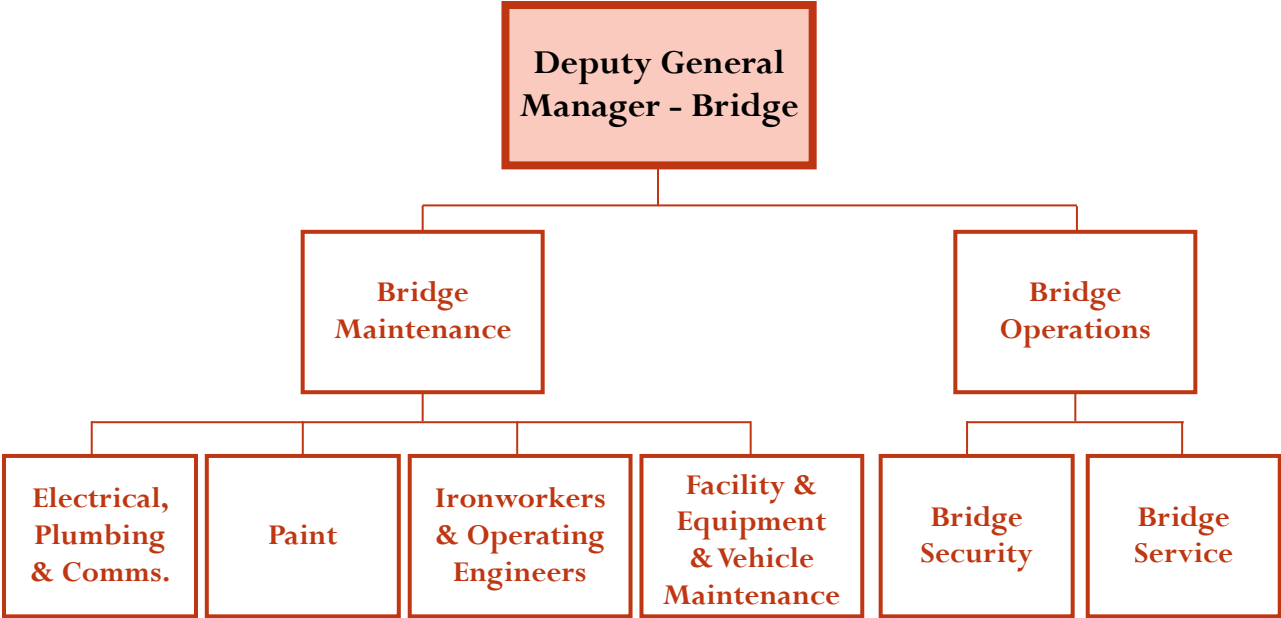 Deputy General
Manager - Bridge
Bridge
Maintenance
Bridge
Operations
Electrical,
Plumbing
& Comms.
Paint
Ironworkers
& Operating
Engineers
Facility &
Equipment
& Vehicle
Maintenance
Bridge
Security
Bridge
Service